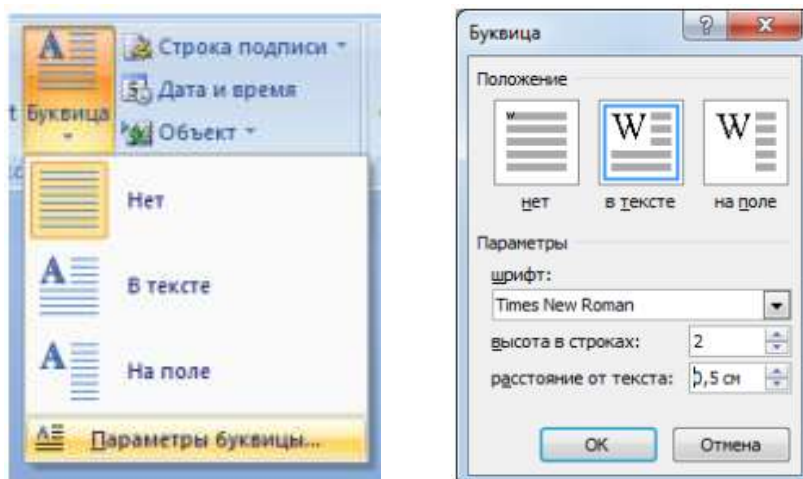 Буквица
Строка подписи
Дата и время
Объект
Нет
В тексте
На поле
Параметры буквицы...
Буквица
Положение
W
W
W
нет
в тексте
на поле
Параметры
шрифт:
Times New Roman
высота в строках: 2
расстояние от текста: 0,5 см
ОК
Отмена